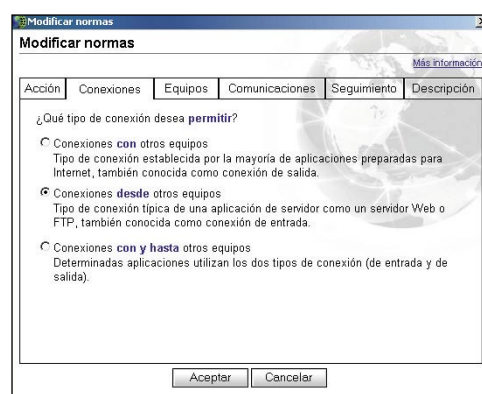 Modificar normas
Modificar normas
Más información
Acción Conexiones Equipos Comunicaciones Seguimiento Descripción
¿Qué tipo de conexión desea permitir?
Conexiones con otros equipos
Tipo de conexión establecida por la mayoría de aplicaciones preparadas para
Internet, también conocida como conexión de salida.
Conexiones desde otros equipos
Tipo de conexión típica de una aplicación de servidor como un servidor Web o
FTP, también conocida como conexión de entrada.
Conexiones con y hasta otros equipos
Determinadas aplicaciones utilizan los dos tipos de conexión (de entrada y de
salida).
Aceptar Cancelar